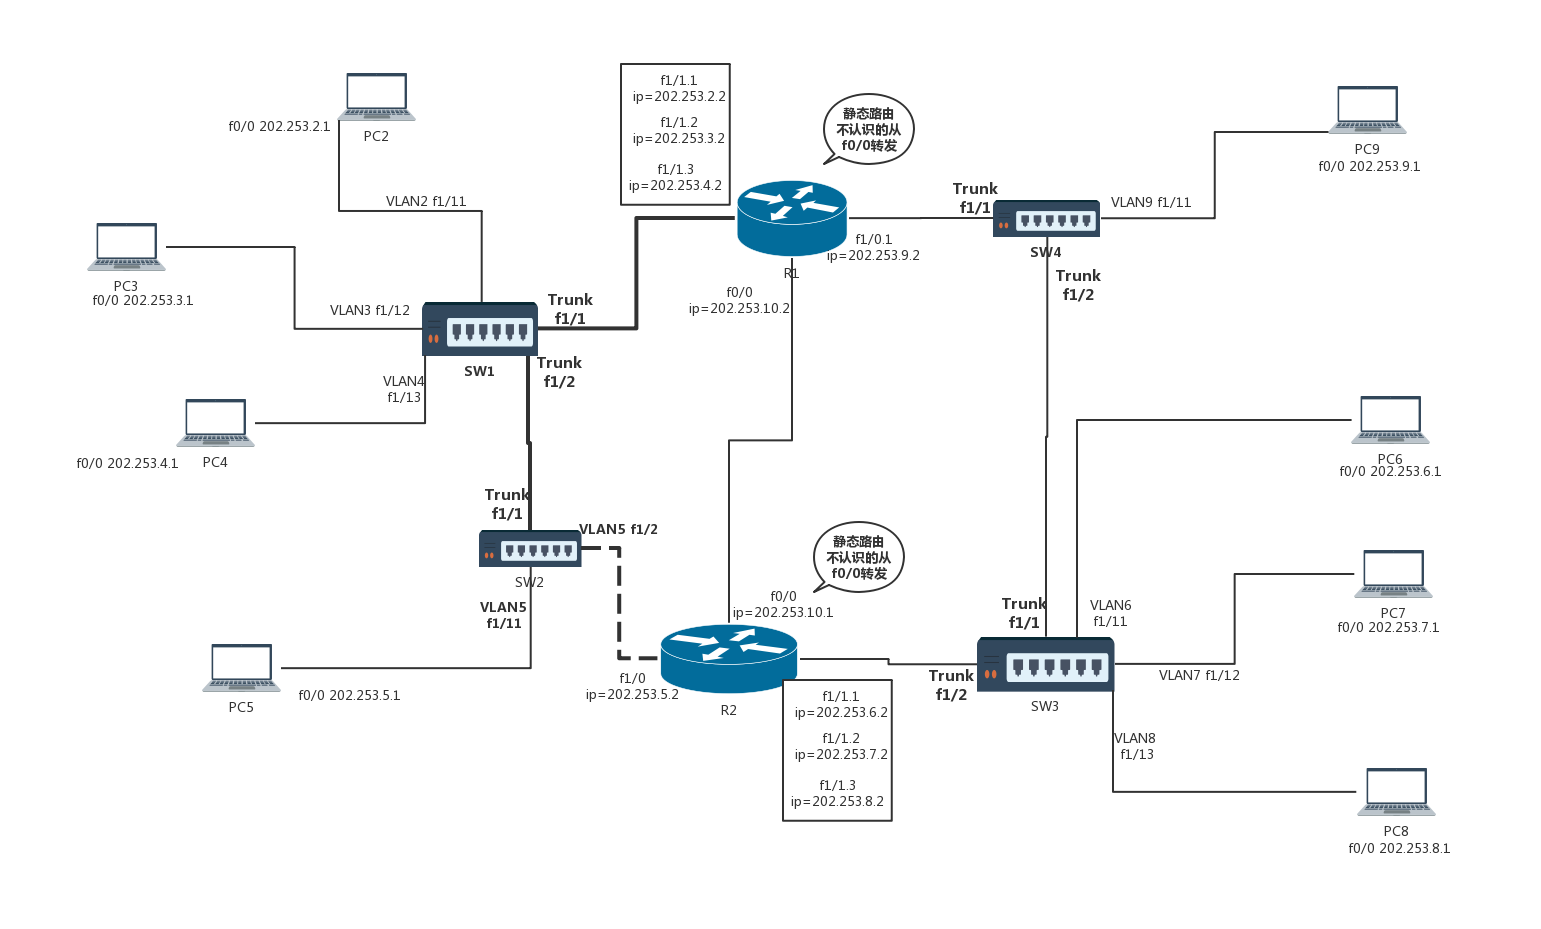 f1/1.1
ip=202.253.2.2
f1/1.2
ip=202.253.3.2
f1/1.3
ip=202.253.4.2
静态路由
不认识的从
f0/0转发
f0/0 202.253.2.1
PC2
PC9
f0/0 202.253.9.1
VLAN2 f1/11
Trunk
f1/1
VLAN9 f1/11
f1/0.1
ip=202.253.9.2
SW4
R1
Trunk
f1/2
PC3
f0/0 202.253.3.1
f0/0
ip=202.253.10.2
VLAN3 f1/12
Trunk
f1/1
SW1
Trunk
f1/2
VLAN4
f1/13
f0/0 202.253.4.1
PC4
PC6
f0/0 202.253.6.1
Trunk
f1/1
VLAN5 f1/2
静态路由
不认识的从
f0/0转发
SW2
VLAN5
f1/11
f0/0
ip=202.253.10.1
Trunk
f1/1
VLAN6
f1/11
PC7
f0/0 202.253.7.1
f1/0
ip=202.253.5.2
Trunk
f1/2
VLAN7 f1/12
f0/0 202.253.5.1
PC5
R2
SW3
f1/1.1
ip=202.253.6.2
f1/1.2
ip=202.253.7.2
f1/1.3
ip=202.253.8.2
VLAN8
f1/13
PC8
f0/0 202.253.8.1